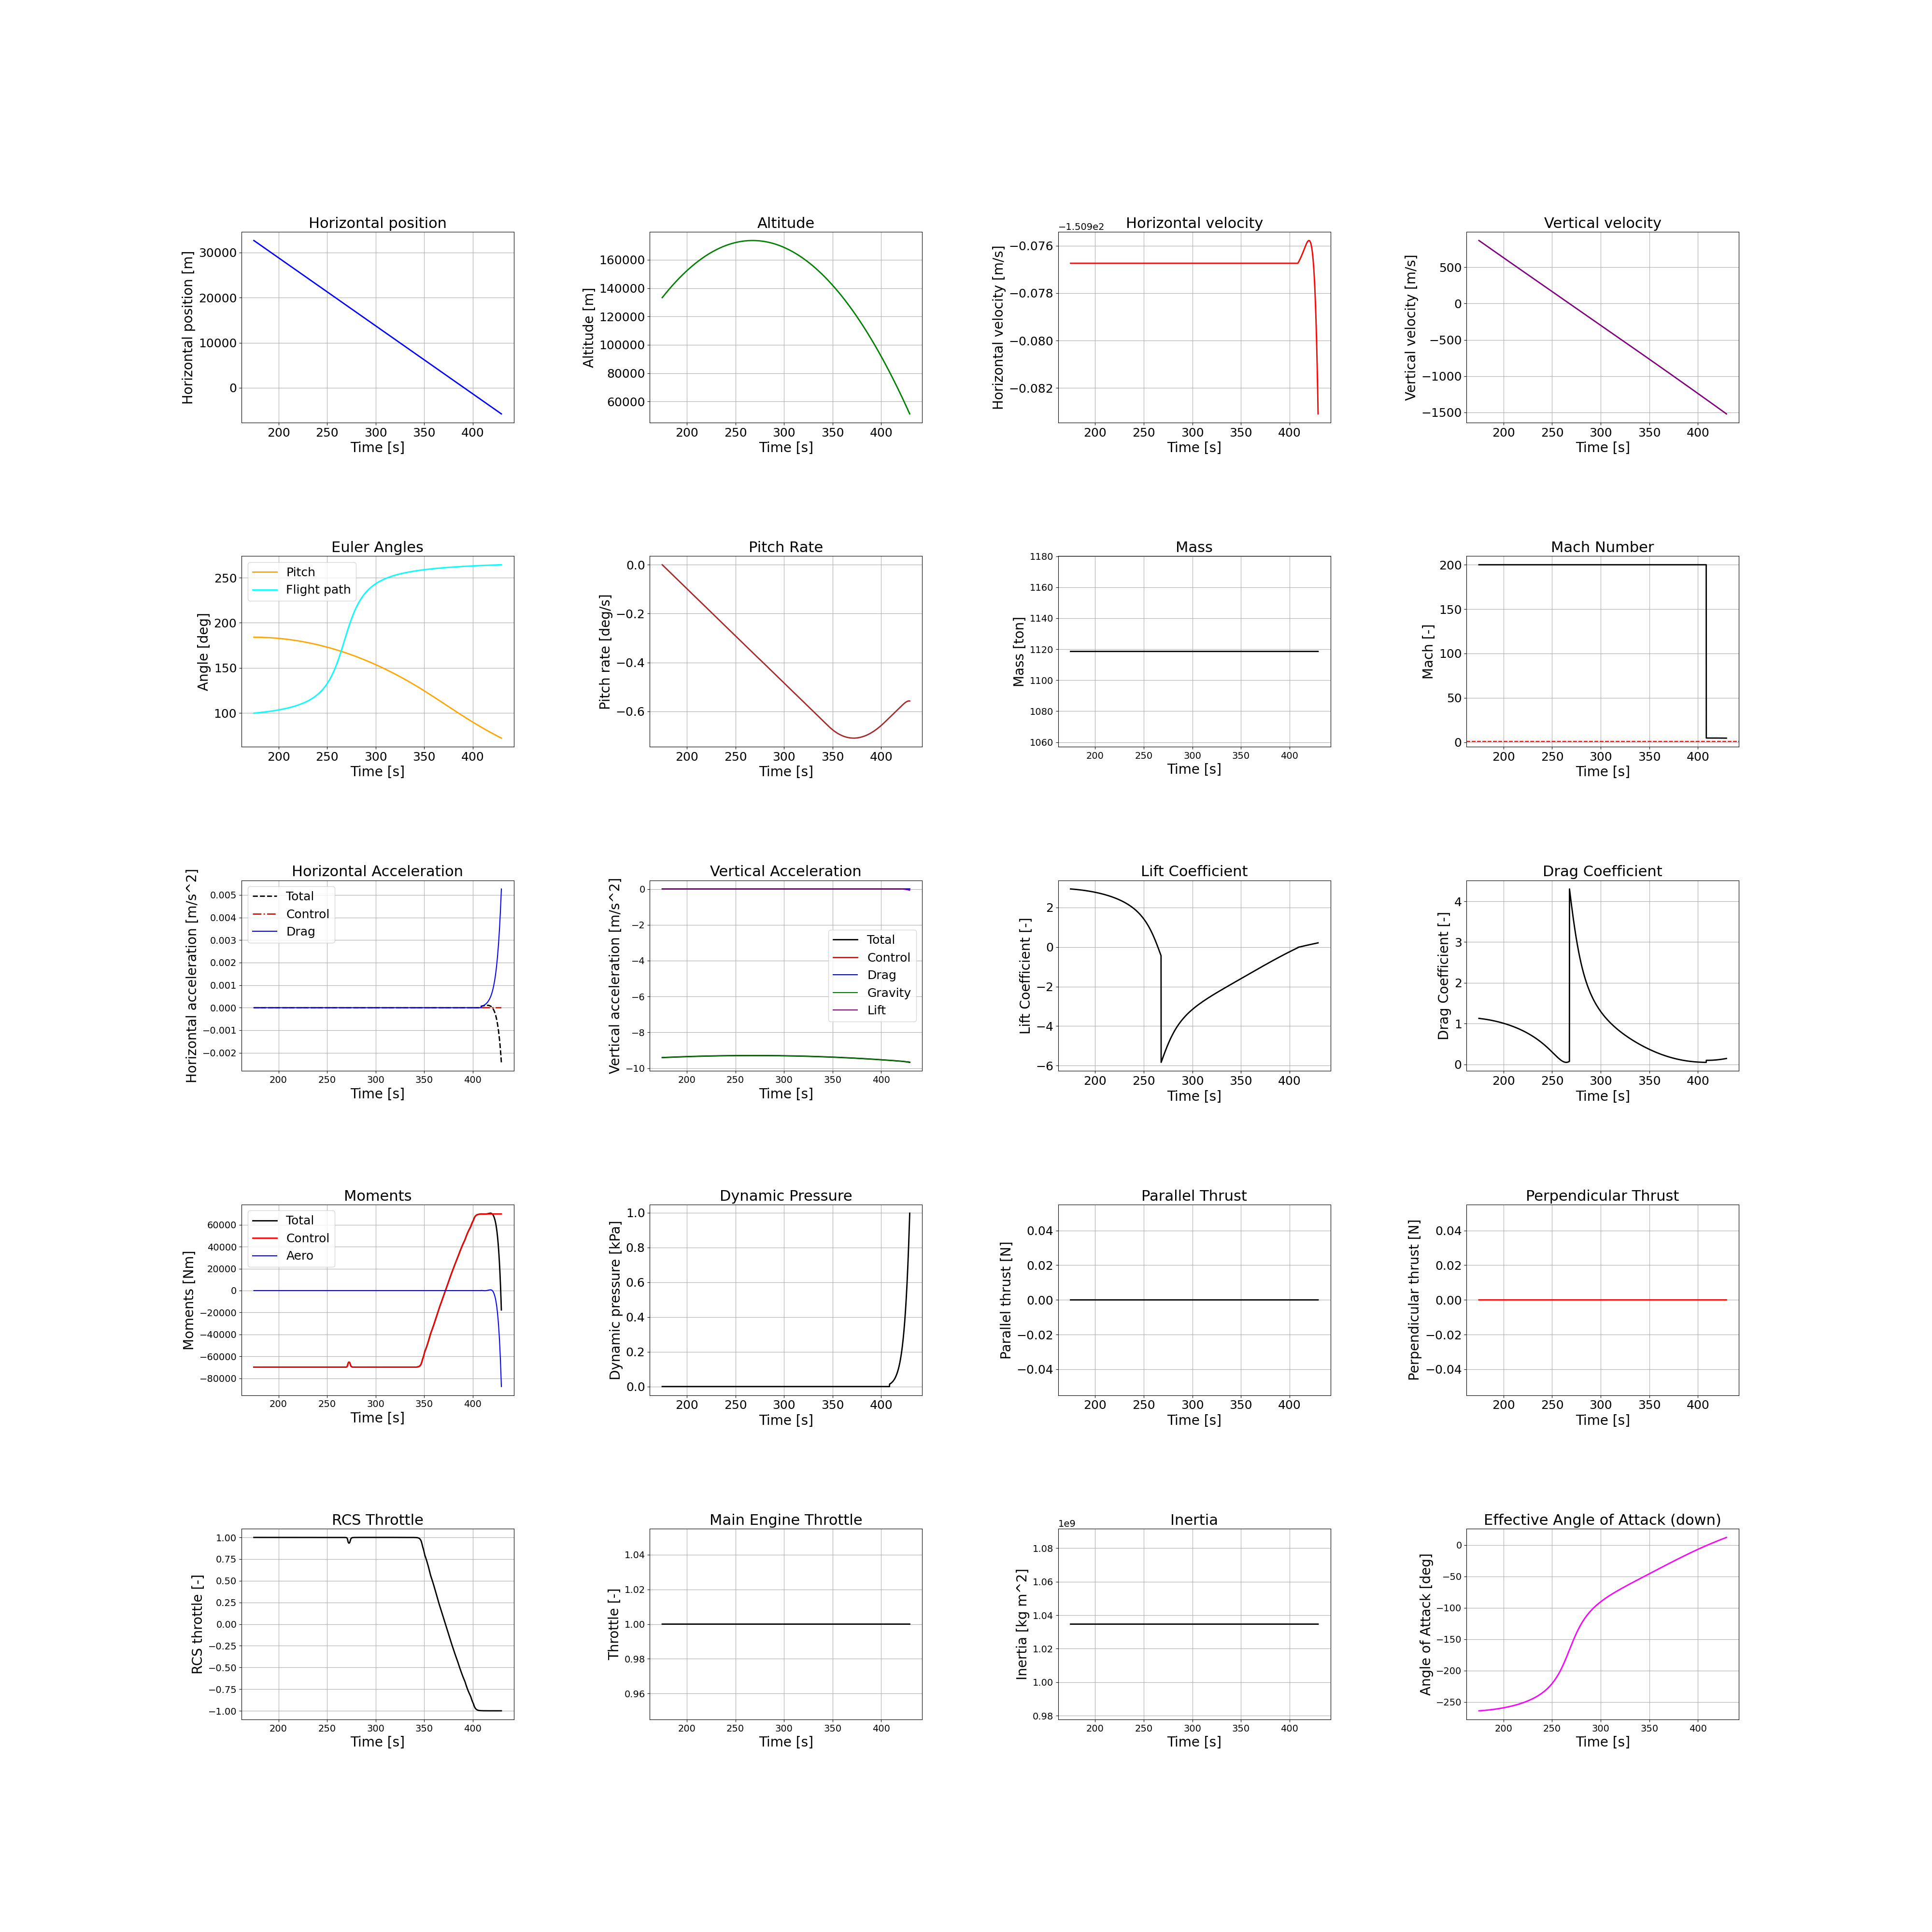 Horizontal position
Horizontal position [m]
30000
20000
10000
0
200 250 300 350 400
Time [s]
Altitude
Altitude [m]
160000
140000
120000
100000
80000
60000
200 250 300 350 400
Time [s]
−1.509e2
Horizontal velocity
Horizontal velocity [m/s]
−0.076
−0.078
−0.080
−0.082
200 250 300 350 400
Time [s]
Vertical velocity
Vertical velocity [m/s]
500
0
−500
−1000
−1500
200 250 300 350 400
Time [s]
Euler Angles
Angle [deg]
Pitch
Flight path
250
200
150
100
200 250 300 350 400
Time [s]
Pitch Rate
Pitch rate [deg/s]
0.0
−0.2
−0.4
−0.6
200 250 300 350 400
Time [s]
Mass
Mass [ton]
1180
1160
1140
1120
1100
1080
1060
200 250 300 350 400
Time [s]
Mach Number
Mach [-]
200
150
100
50
0
200 250 300 350 400
Time [s]
Horizontal Acceleration
Horizontal acceleration [m/s^2]
Total
Control
Drag
0.005
0.004
0.003
0.002
0.001
0.000
−0.001
−0.002
200 250 300 350 400
Time [s]
Vertical Acceleration
Vertical acceleration [m/s^2]
0
−2
−4
−6
−8
−10
Total
Control
Drag
Gravity
Lift
200 250 300 350 400
Time [s]
Lift Coefficient
Lift Coefficient [-]
2
0
−2
−4
−6
200 250 300 350 400
Time [s]
Drag Coefficient
Drag Coefficient [-]
4
3
2
1
0
200 250 300 350 400
Time [s]
Moments
Moments [Nm]
Total
Control
Aero
60000
40000
20000
0
−20000
−40000
−60000
−80000
200 250 300 350 400
Time [s]
Dynamic Pressure
Dynamic pressure [kPa]
1.0
0.8
0.6
0.4
0.2
0.0
200 250 300 350 400
Time [s]
Parallel Thrust
Parallel thrust [N]
0.04
0.02
0.00
−0.02
−0.04
200 250 300 350 400
Time [s]
Perpendicular Thrust
Perpendicular thrust [N]
0.04
0.02
0.00
−0.02
−0.04
200 250 300 350 400
Time [s]
RCS Throttle
RCS throttle [-]
1.00
0.75
0.50
0.25
0.00
−0.25
−0.50
−0.75
−1.00
200 250 300 350 400
Time [s]
Main Engine Throttle
Throttle [-]
1.04
1.02
1.00
0.98
0.96
200 250 300 350 400
Time [s]
1e9
Inertia
Inertia [kg m^2]
1.08
1.06
1.04
1.02
1.00
0.98
200 250 300 350 400
Time [s]
Effective Angle of Attack (down)
Angle of Attack [deg]
0
−50
−100
−150
−200
−250
200 250 300 350 400
Time [s]